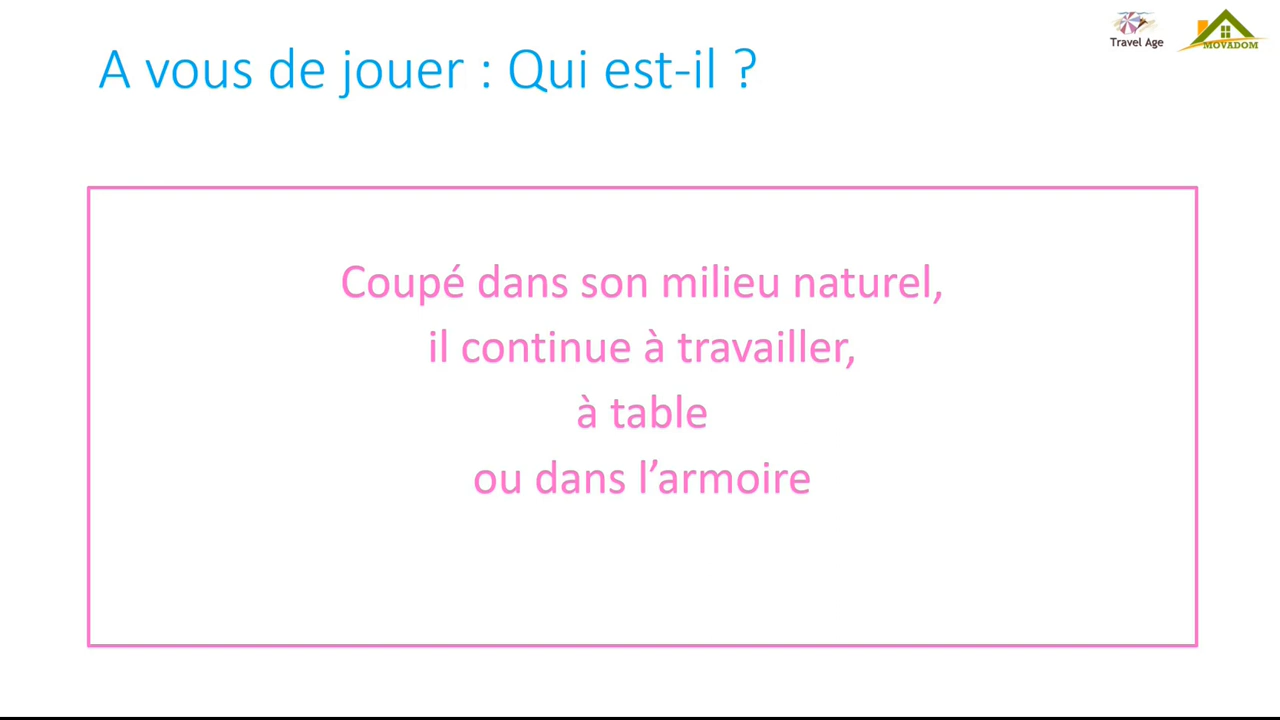 A vous de jouer : Qui est-il ?
Travel Age
MOVADOM
Coupé dans son milieu naturel,
il continue à travailler,
à table
ou dans l’armoire